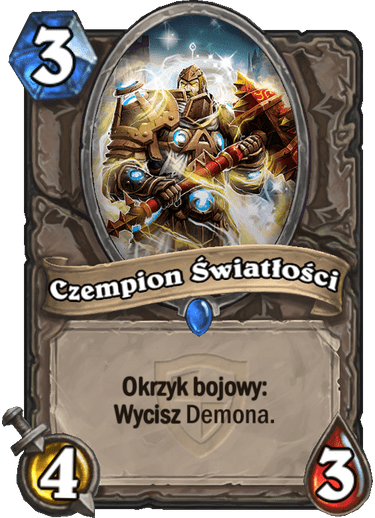 3
Czempion Światłości
Okrzyk bojowy:
Wycisz Demona.
4
3